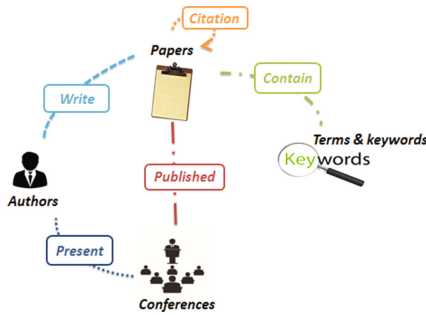 Citation
Papers
Write
Contain
Terms & keywords
Keywords
Published
Authors
Present
Conferences